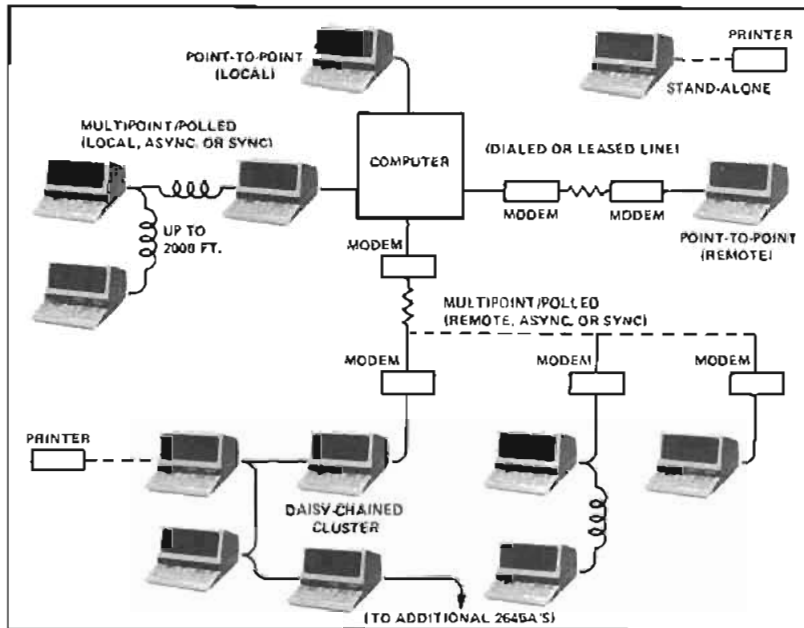 POINT-TO-POINT
(LOCAL)
PRINTER
STAND-ALONE
MULTIPOINT/POLLED
(LOCAL, ASYNC, OR SYNC)
COMPUTER
(DIALED OR LEASED LINE)
MODEM
MODEM
POINT-TO-POINT
(REMOTE)
UP TO
2000 FT.
MODEM
MULTIPOINT/POLLED
(REMOTE, ASYNC, OR SYNC)
MODEM
MODEM
MODEM
PRINTER
DAISY-CHAINED
CLUSTER
(TO ADDITIONAL 2645A'S)